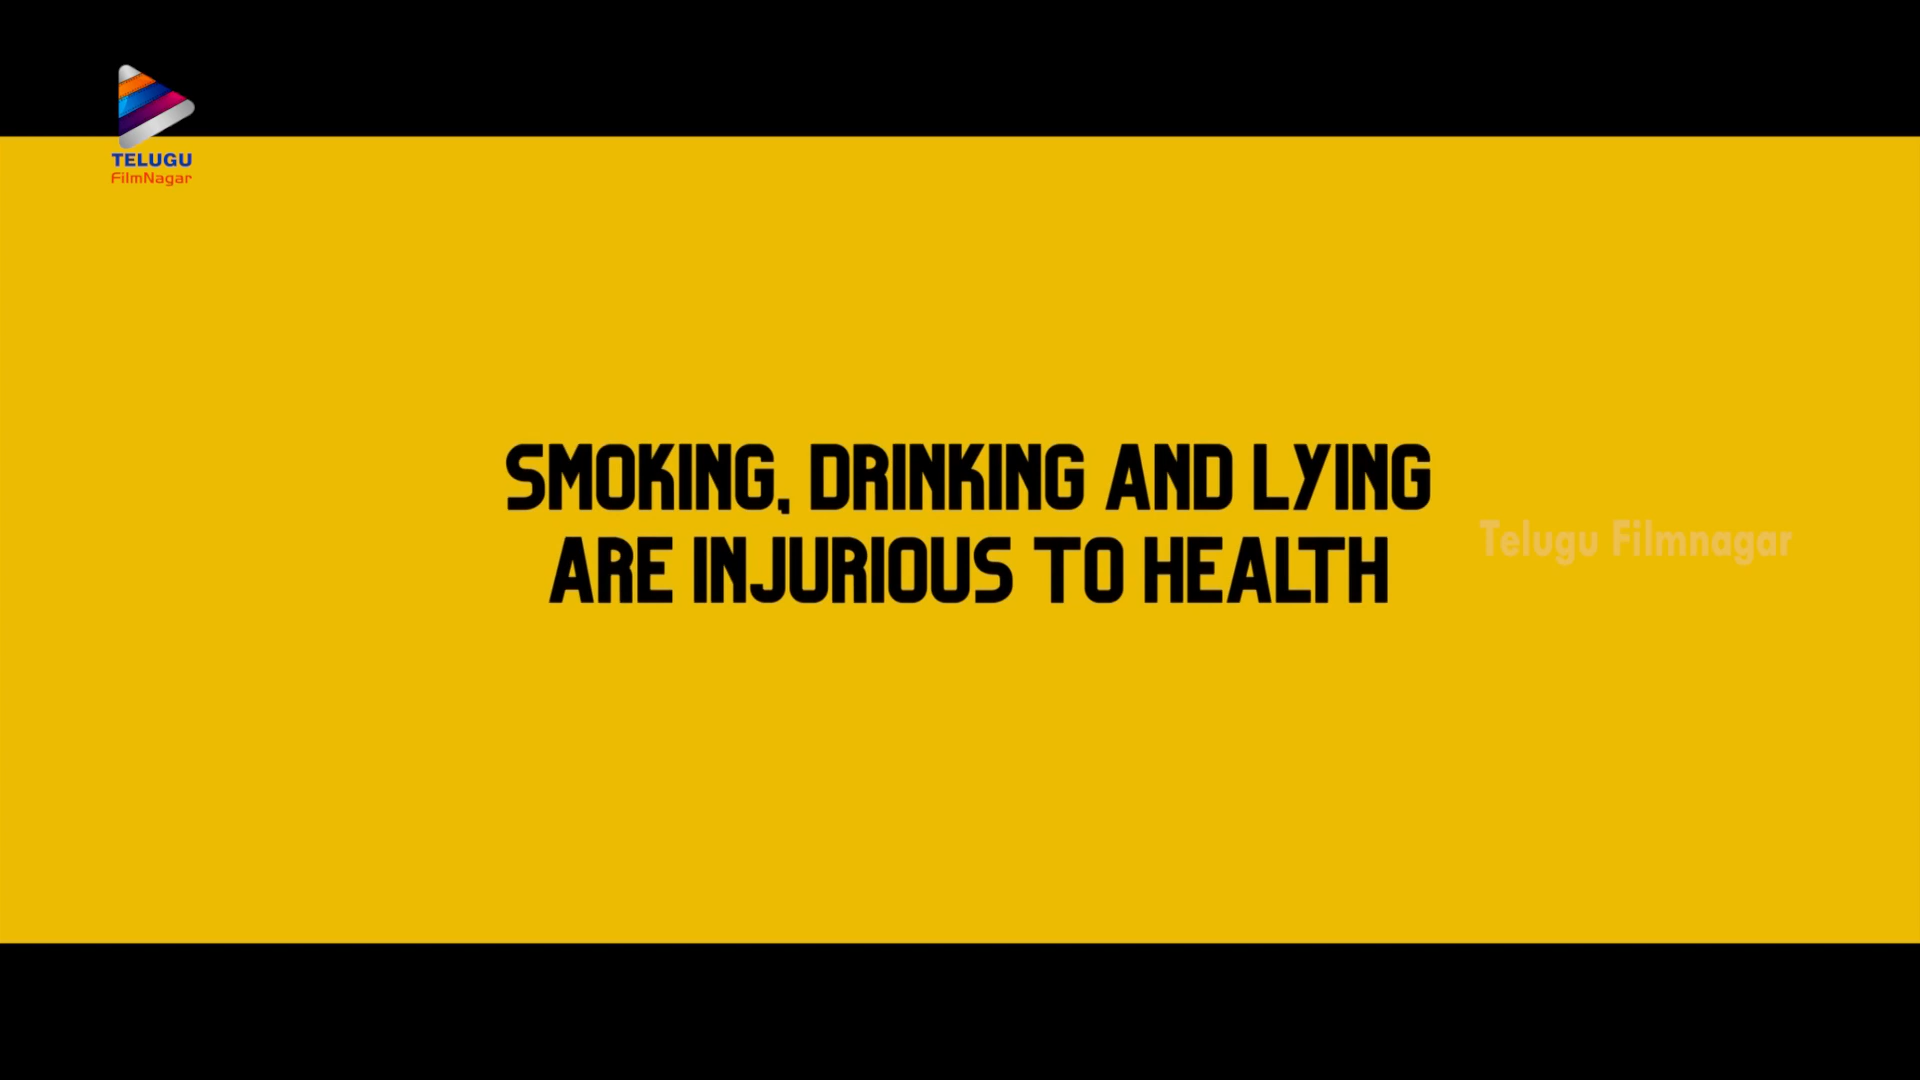 TELUGU
FilmNagar
SMOKING, DRINKING AND LYING
ARE INJURIOUS TO HEALTH
Telugu Filmnagar